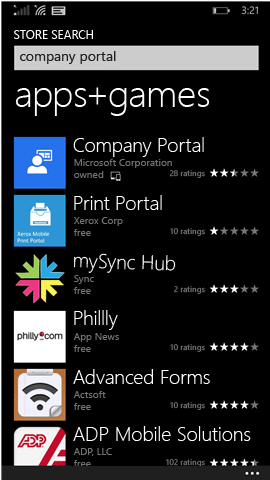 3:21
STORE SEARCH
company portal
apps+games
Company Portal
Microsoft Corporation
owned 28 ratings
Print Portal
Xerox Corp
free 10 ratings
Xerox Mobile
Print Portal
mySync Hub
Sync
free 2 ratings
Phillly
App News
free 10 ratings
philly.com
Advanced Forms
Actsoft
free 10 ratings
ADP Mobile Solutions
ADP, LLC
free 102 ratings
ADP